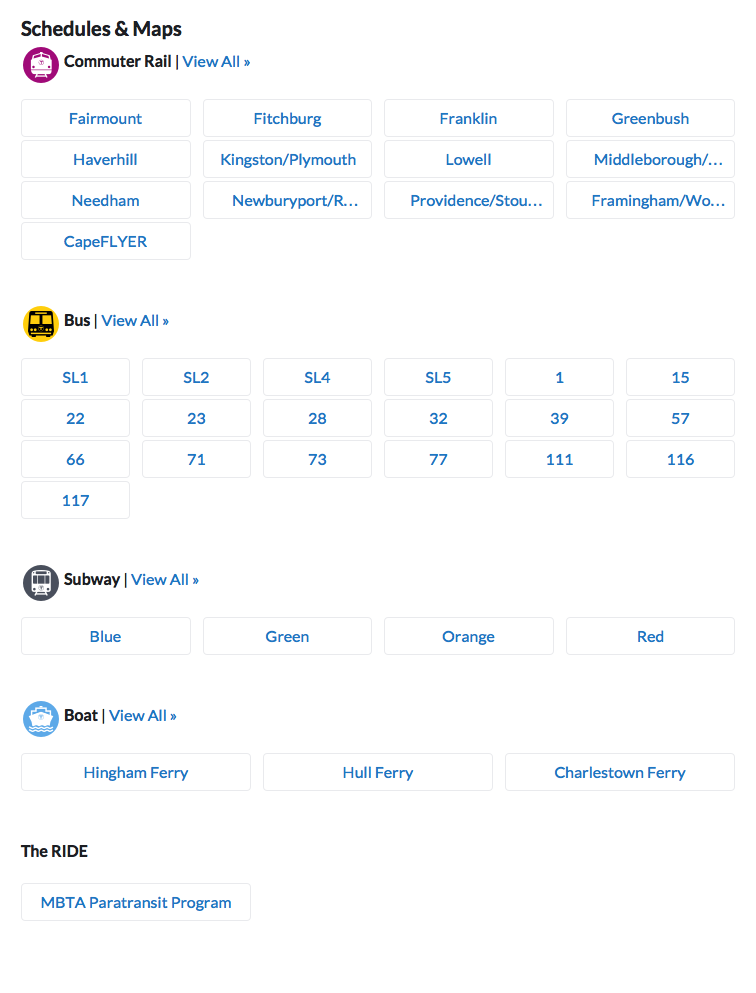 Schedules & Maps
Commuter Rail | View All »
Fairmount Fitchburg Franklin Greenbush
Haverhill Kingston/Plymouth Lowell Middleborough/...
Needham Newburyport/R... Providence/Stou... Framingham/Wo...
CapeFLYER
Bus | View All »
SL1 SL2 SL4 SL5 1 15
22 23 28 32 39 57
66 71 73 77 111 116
117
Subway | View All »
Blue Green Orange Red
Boat | View All »
Hingham Ferry Hull Ferry Charlestown Ferry
The RIDE
MBTA Paratransit Program